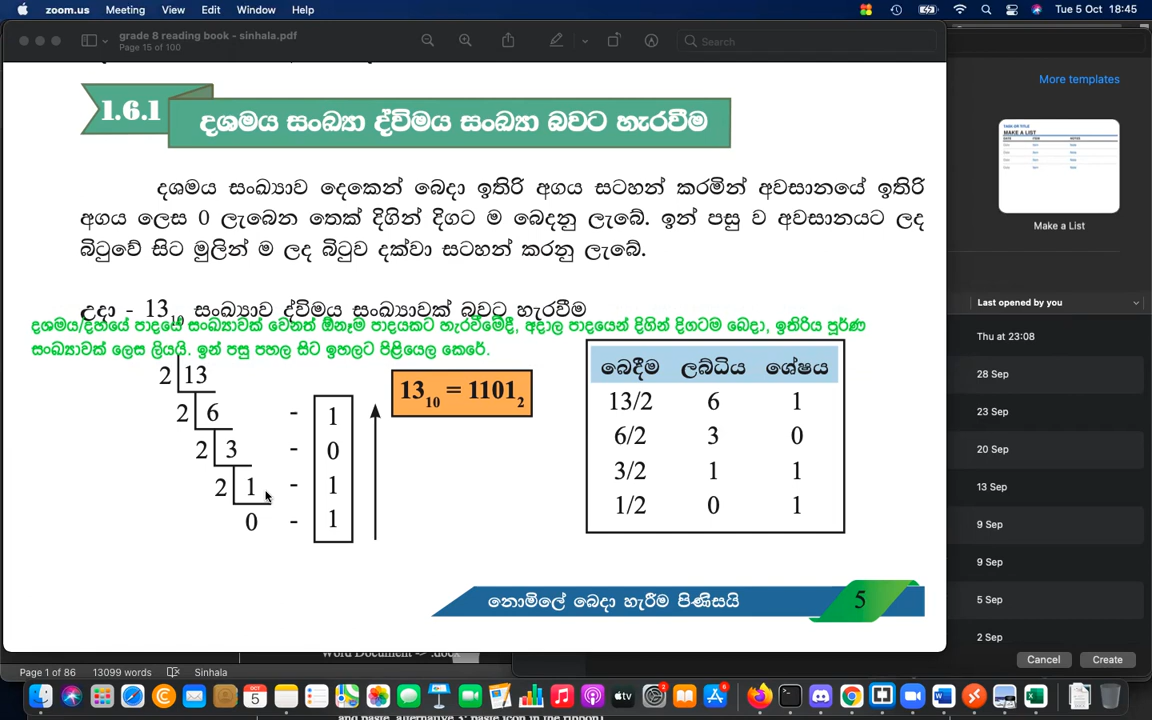 zoom.us Meeting View Edit Window Help
Tue 5 Oct 18:45
grade 8 reading book - sinhala.pdf
Page 15 of 100
Search
More templates
1.6.1 දශමය සංඛ්‍යා ද්විමය සංඛ්‍යා බවට හැරවීම
MAKE A LIST
Make a List
දශමය සංඛ්‍යාව දෙකෙන් බෙදා ඉතිරි අගය සටහන් කරමින් අවසානයේ ඉතිරි
අගය ලෙස 0 ලැබෙන තෙක් දිගින් දිගට ම බෙදනු ලැබේ. ඉන් පසු ව අවසානයට ලද
බිටුවේ සිට මුලින් ම ලද බිටුව දක්වා සටහන් කරනු ලැබේ.
උදා - 13₁₀ සංඛ්‍යාව ද්විමය සංඛ්‍යාවක් බවට හැරවීම
දශමය/දහයේ පාදයේ සංඛ්‍යාවක් වෙනත් ඕනෑම පාදයකට හැරවීමේදී, අදාල පාදයෙන් දිගින් දිගටම බෙදා, ඉතිරිය පූර්ණ
සංඛ්‍යාවක් ලෙස ලියයි. ඉන් පසු පහල සිට ඉහලට පිළියෙල කෙරේ.
2 13
2 6 - 1
2 3 - 0
2 1 - 1
0 - 1
13₁₀ = 1101₂
බෙදීම ලබ්ධිය ශේෂය
13/2 6 1
6/2 3 0
3/2 1 1
1/2 0 1
නොමිලේ බෙදා හැරීම පිණිසයි 5
Last opened by you
Thu at 23:08
28 Sep
23 Sep
20 Sep
13 Sep
9 Sep
9 Sep
5 Sep
2 Sep
Cancel Create
Page 1 of 86 13099 words Sinhala